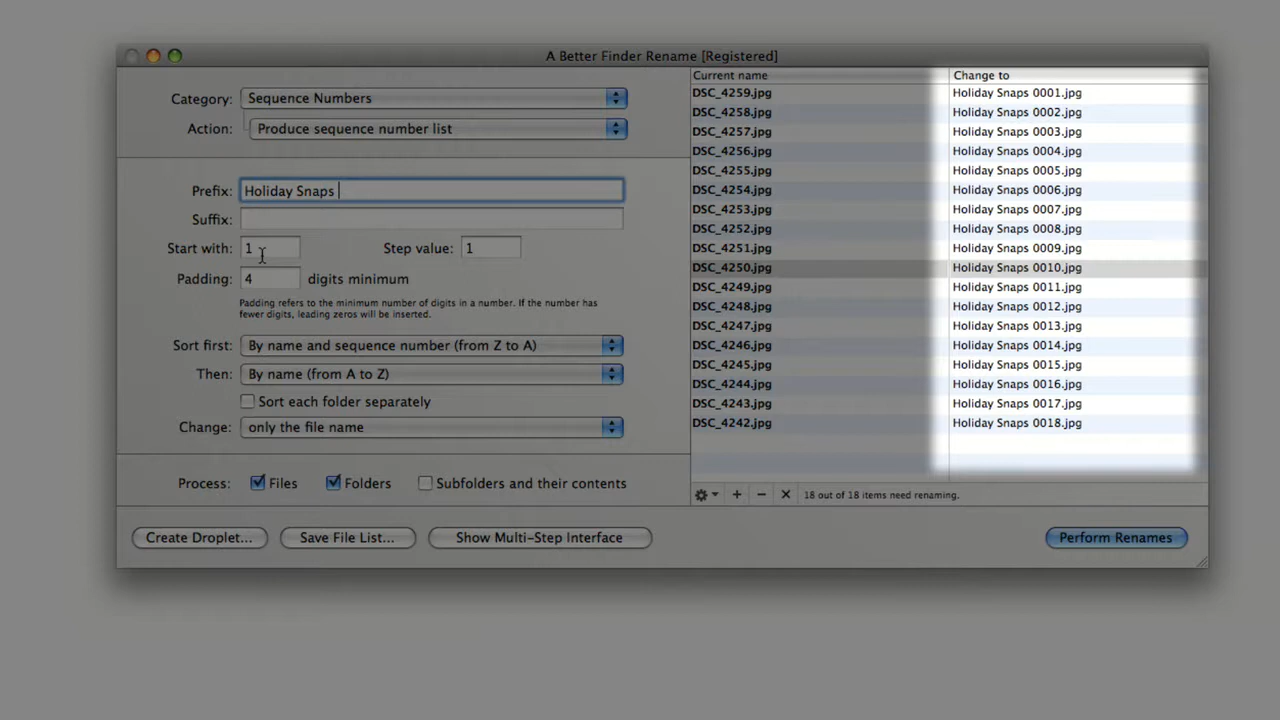 A Better Finder Rename [Registered]
Category: Sequence Numbers
Action: Produce sequence number list
Prefix: Holiday Snaps
Suffix:
Start with: 1 Step value: 1
Padding: 4 digits minimum
Padding refers to the minimum number of digits in a number. If the number has
fewer digits, leading zeros will be inserted.
Sort first: By name and sequence number (from Z to A)
Then: By name (from A to Z)
Sort each folder separately
Change: only the file name
Process: Files Folders Subfolders and their contents
Current name Change to
DSC_4259.jpg Holiday Snaps 0001.jpg
DSC_4258.jpg Holiday Snaps 0002.jpg
DSC_4257.jpg Holiday Snaps 0003.jpg
DSC_4256.jpg Holiday Snaps 0004.jpg
DSC_4255.jpg Holiday Snaps 0005.jpg
DSC_4254.jpg Holiday Snaps 0006.jpg
DSC_4253.jpg Holiday Snaps 0007.jpg
DSC_4252.jpg Holiday Snaps 0008.jpg
DSC_4251.jpg Holiday Snaps 0009.jpg
DSC_4250.jpg Holiday Snaps 0010.jpg
DSC_4249.jpg Holiday Snaps 0011.jpg
DSC_4248.jpg Holiday Snaps 0012.jpg
DSC_4247.jpg Holiday Snaps 0013.jpg
DSC_4246.jpg Holiday Snaps 0014.jpg
DSC_4245.jpg Holiday Snaps 0015.jpg
DSC_4244.jpg Holiday Snaps 0016.jpg
DSC_4243.jpg Holiday Snaps 0017.jpg
DSC_4242.jpg Holiday Snaps 0018.jpg
18 out of 18 items need renaming.
Create Droplet... Save File List... Show Multi-Step Interface Perform Renames